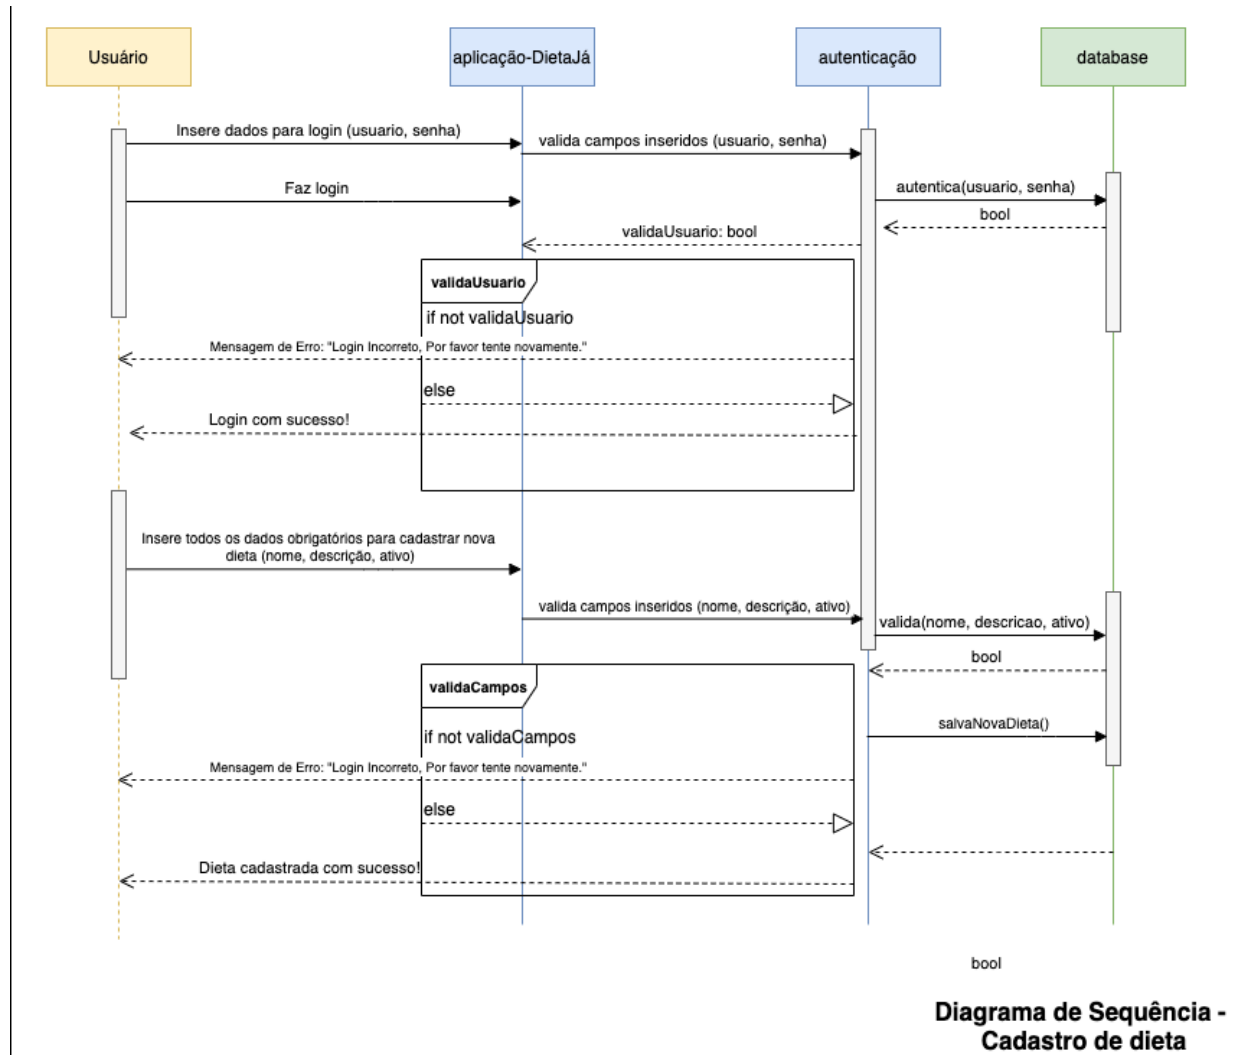 Usuário
aplicação-DietaJá
autenticação
database
Insere dados para login (usuario, senha)
valida campos inseridos (usuario, senha)
Faz login
autentica(usuario, senha)
bool
validaUsuario: bool
validaUsuario
if not validaUsuario
Mensagem de Erro: "Login Incorreto, Por favor tente novamente."
else
Login com sucesso!
Insere todos os dados obrigatórios para cadastrar nova
dieta (nome, descrição, ativo)
valida campos inseridos (nome, descrição, ativo)
valida(nome, descricao, ativo)
bool
validaCampos
salvaNovaDieta()
if not validaCampos
Mensagem de Erro: "Login Incorreto, Por favor tente novamente."
else
Dieta cadastrada com sucesso!
bool
Diagrama de Sequência -
Cadastro de dieta